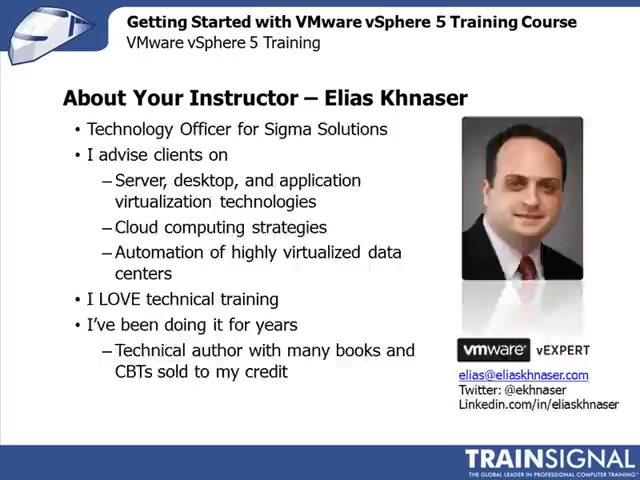 Getting Started with VMware vSphere 5 Training Course
VMware vSphere 5 Training
About Your Instructor – Elias Khnaser
• Technology Officer for Sigma Solutions
• I advise clients on
– Server, desktop, and application
virtualization technologies
– Cloud computing strategies
– Automation of highly virtualized data
centers
• I LOVE technical training
• I've been doing it for years
– Technical author with many books and
CBTs sold to my credit
vmware vEXPERT
elias@eliaskhnaser.com
Twitter: @ekhnaser
Linkedin.com/in/eliaskhnaser
TRAINSIGNAL
THE GLOBAL LEADER IN PROFESSIONAL COMPUTER TRAINING